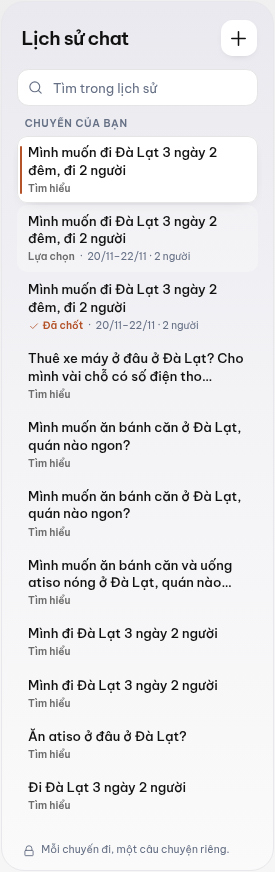 Lịch sử chat
Tìm trong lịch sử
CHUYẾN CỦA BẠN
Mình muốn đi Đà Lạt 3 ngày 2
đêm, đi 2 người
Tìm hiểu
Mình muốn đi Đà Lạt 3 ngày 2
đêm, đi 2 người
Lựa chọn · 20/11–22/11 · 2 người
Mình muốn đi Đà Lạt 3 ngày 2
đêm, đi 2 người
Đã chốt · 20/11–22/11 · 2 người
Thuê xe máy ở đâu ở Đà Lạt? Cho
mình vài chỗ có số điện tho...
Tìm hiểu
Mình muốn ăn bánh căn ở Đà Lạt,
quán nào ngon?
Tìm hiểu
Mình muốn ăn bánh căn ở Đà Lạt,
quán nào ngon?
Tìm hiểu
Mình muốn ăn bánh căn và uống
atiso nóng ở Đà Lạt, quán nào...
Tìm hiểu
Mình đi Đà Lạt 3 ngày 2 người
Tìm hiểu
Mình đi Đà Lạt 3 ngày 2 người
Tìm hiểu
Ăn atiso ở đâu ở Đà Lạt?
Tìm hiểu
Đi Đà Lạt 3 ngày 2 người
Tìm hiểu
Mỗi chuyến đi, một câu chuyện riêng.